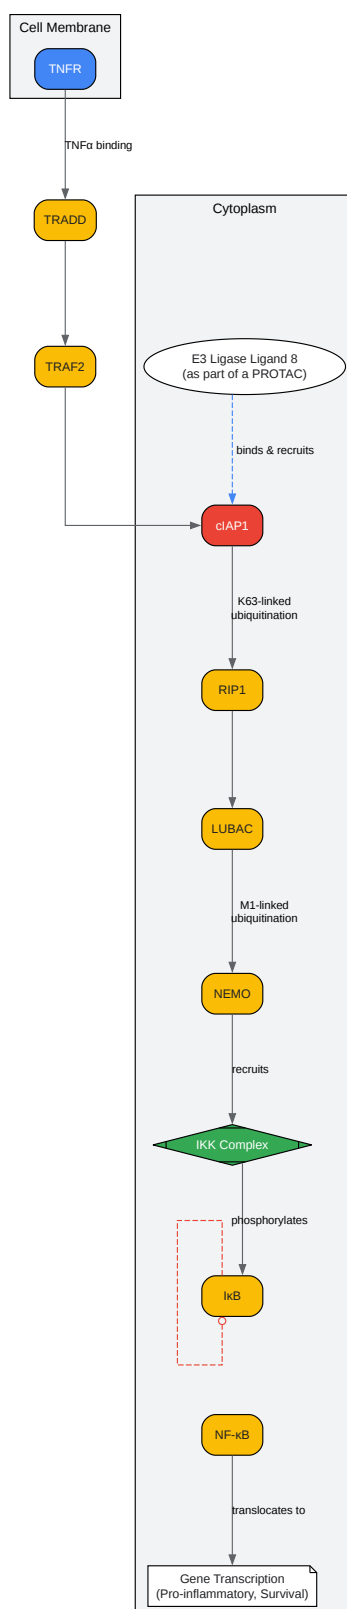 Cell Membrane
TNFR
TNFα binding
TRADD
Cytoplasm
TRAF2
E3 Ligase Ligand 8
(as part of a PROTAC)
binds & recruits
cIAP1
K63-linked
ubiquitination
RIP1
LUBAC
M1-linked
ubiquitination
NEMO
recruits
IKK Complex
phosphorylates
IκB
NF-κB
translocates to
Gene Transcription
(Pro-inflammatory, Survival)